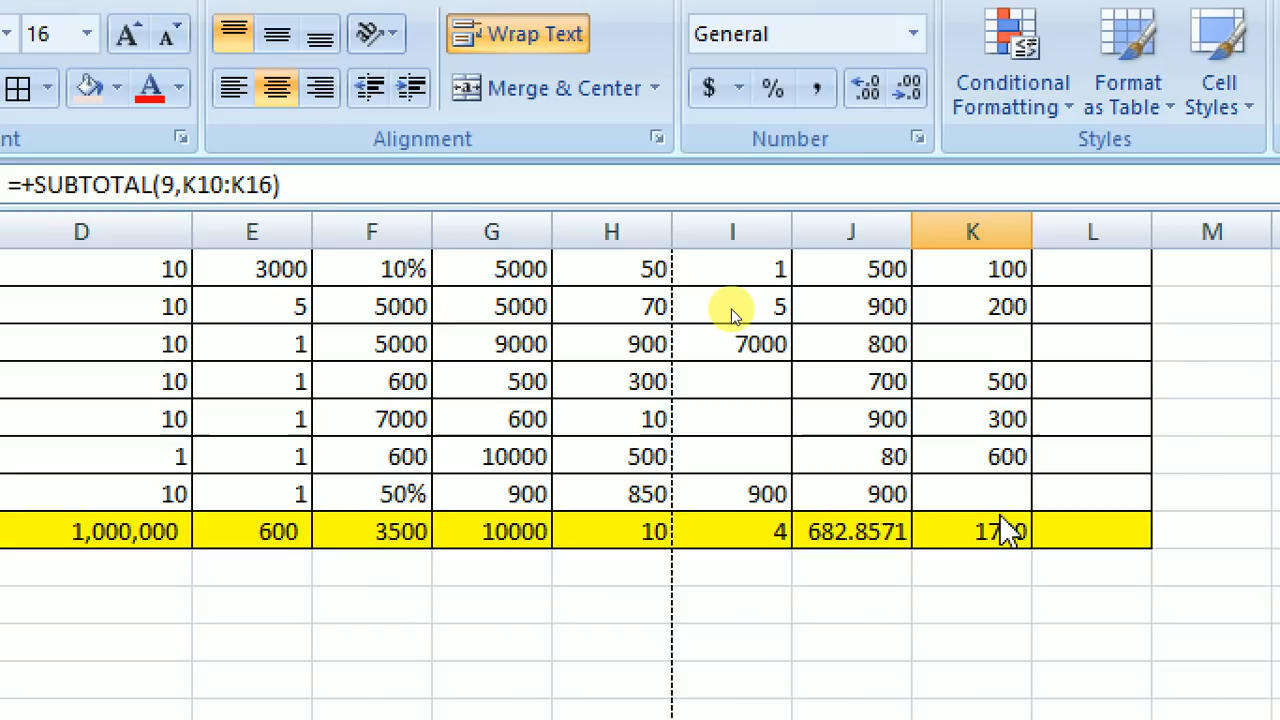 16 A A Wrap Text General
A Merge & Center $ % , .0 .00 .00 .0 Conditional Formatting Format as Table Cell Styles
nt Alignment Number Styles
=+SUBTOTAL(9,K10:K16)
D E F G H I J K L M
10 3000 10% 5000 50 1 500 100
10 5 5000 5000 70 5 900 200
10 1 5000 9000 900 7000 800
10 1 600 500 300 700 500
10 1 7000 600 10 900 300
1 1 600 10000 500 80 600
10 1 50% 900 850 900 900
1,000,000 600 3500 10000 10 4 682.8571